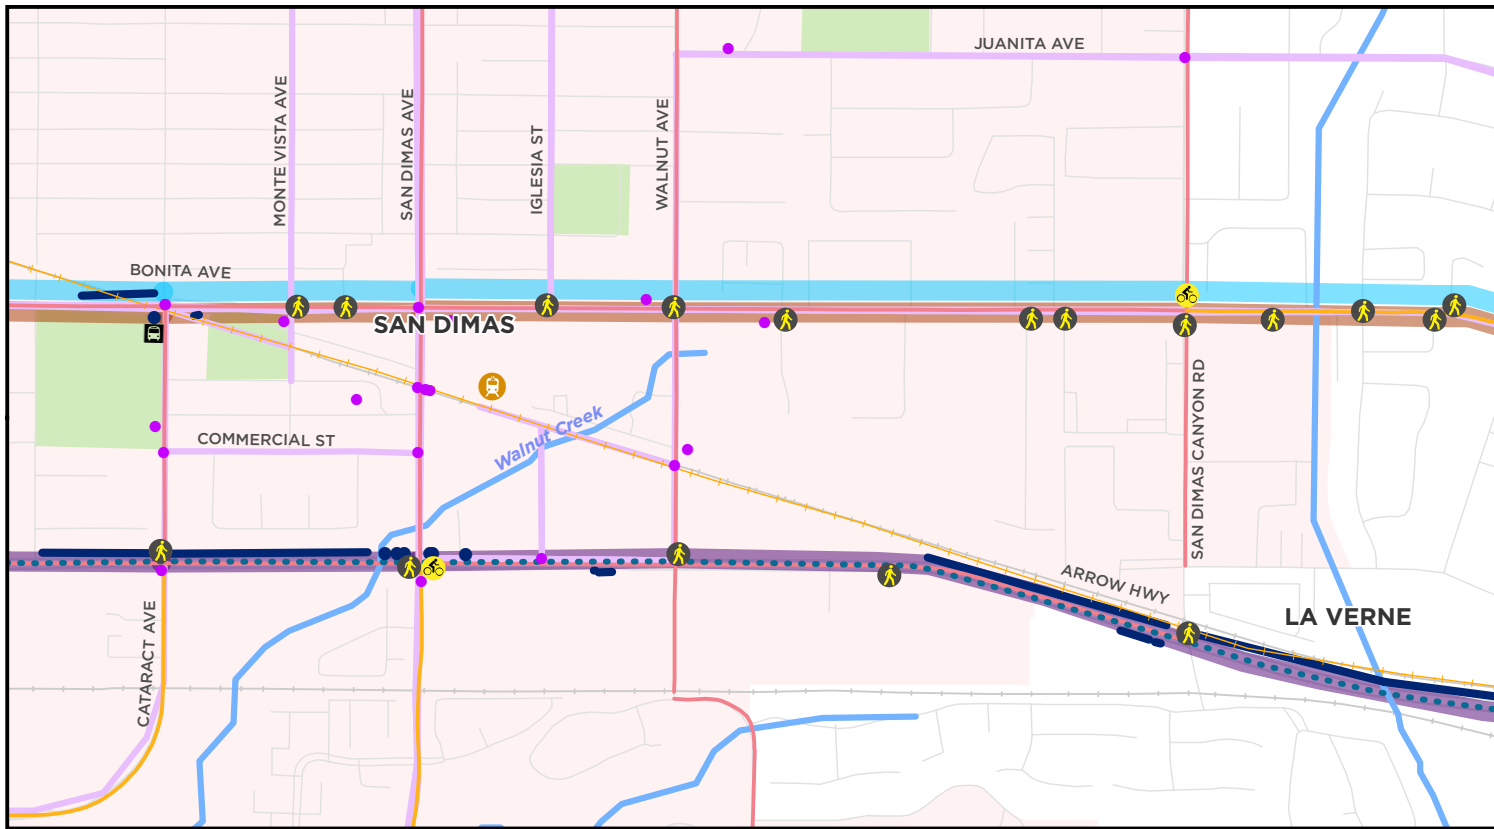 JUANITA AVE
MONTE VISTA AVE
SAN DIMAS AVE
IGLESIA ST
WALNUT AVE
BONITA AVE
SAN DIMAS
Walnut Creek
COMMERCIAL ST
SAN DIMAS CANYON RD
ARROW HWY
LA VERNE
CATARACT AVE